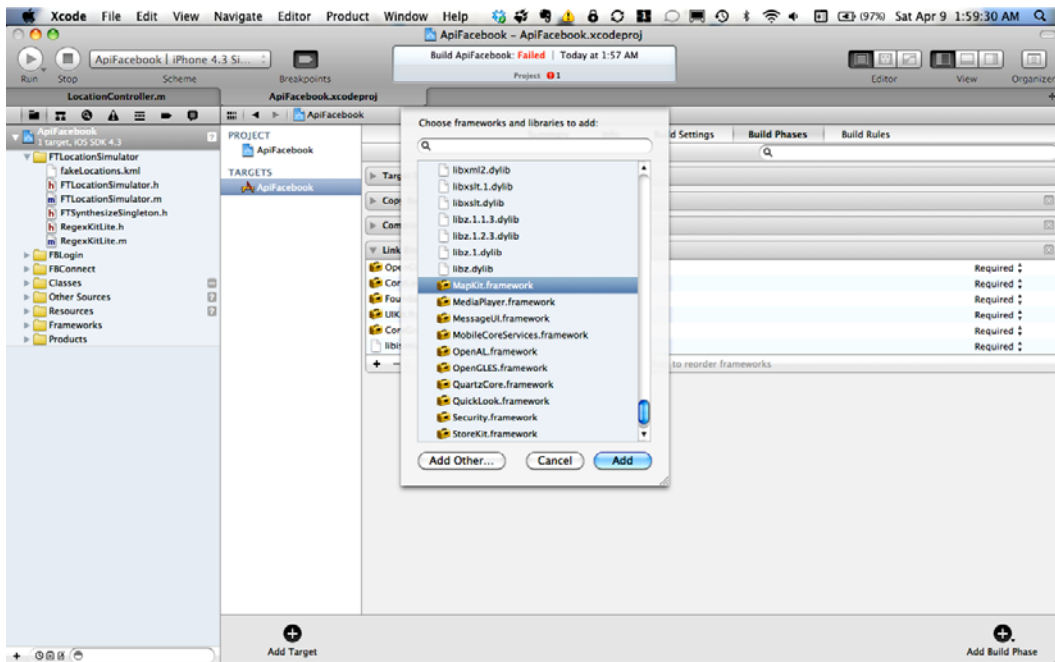 Xcode File Edit View Navigate Editor Product Window Help (97%) Sat Apr 9 1:59:30 AM
ApiFacebook – ApiFacebook.xcodeproj
ApiFacebook | iPhone 4.3 Si...
Build ApiFacebook: Failed | Today at 1:57 AM
Project 1
Run Stop Scheme Breakpoints Editor View Organizer
LocationController.m ApiFacebook.xcodeproj
ApiFacebook
ApiFacebook
1 target, iOS SDK 4.3
FTLocationSimulator
fakeLocations.kml
FTLocationSimulator.h
FTLocationSimulator.m
FTSynthesizeSingleton.h
RegexKitLite.h
RegexKitLite.m
FBLogin
FBConnect
Classes
Other Sources
Resources
Frameworks
Products
PROJECT
ApiFacebook
TARGETS
ApiFacebook
d Settings Build Phases Build Rules
Targ
Cop
Com
Link
Ope
Cor
Fou
UIK
Cor
Required
Required
Required
Required
Required
Required
to reorder frameworks
Choose frameworks and libraries to add:
libxml2.dylib
libxslt.1.dylib
libxslt.dylib
libz.1.1.3.dylib
libz.1.2.3.dylib
libz.1.dylib
libz.dylib
MapKit.framework
MediaPlayer.framework
MessageUI.framework
MobileCoreServices.framework
OpenAL.framework
OpenGLES.framework
QuartzCore.framework
QuickLook.framework
Security.framework
StoreKit.framework
Add Other... Cancel Add
Add Target Add Build Phase